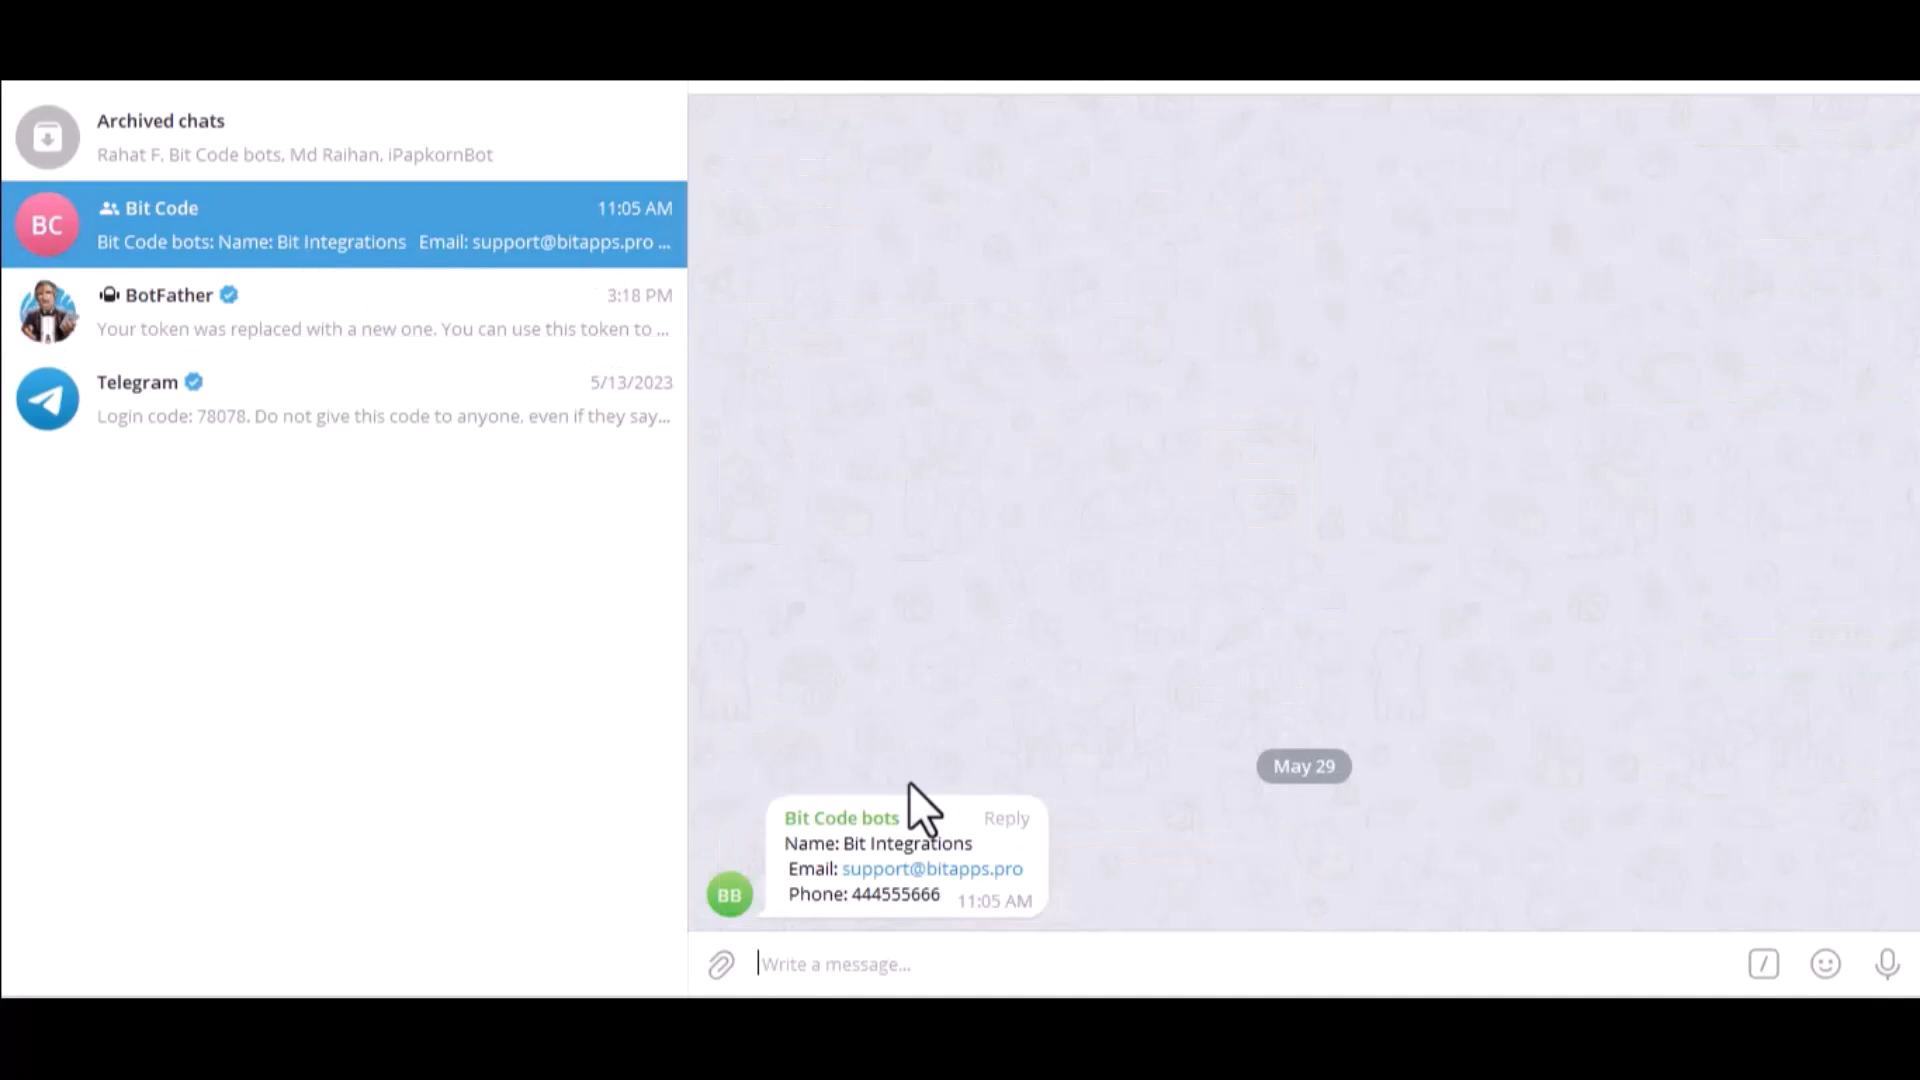 Archived chats
Rahat F, Bit Code bots, Md Raihan, iPapkornBot
BC
Bit Code 11:05 AM
Bit Code bots: Name: Bit Integrations Email: support@bitapps.pro ...
BotFather 3:18 PM
Your token was replaced with a new one. You can use this token to ...
Telegram 5/13/2023
Login code: 78078. Do not give this code to anyone, even if they say...
May 29
Bit Code bots Reply
Name: Bit Integrations
Email: support@bitapps.pro
Phone: 444555666 11:05 AM
BB
Write a message...